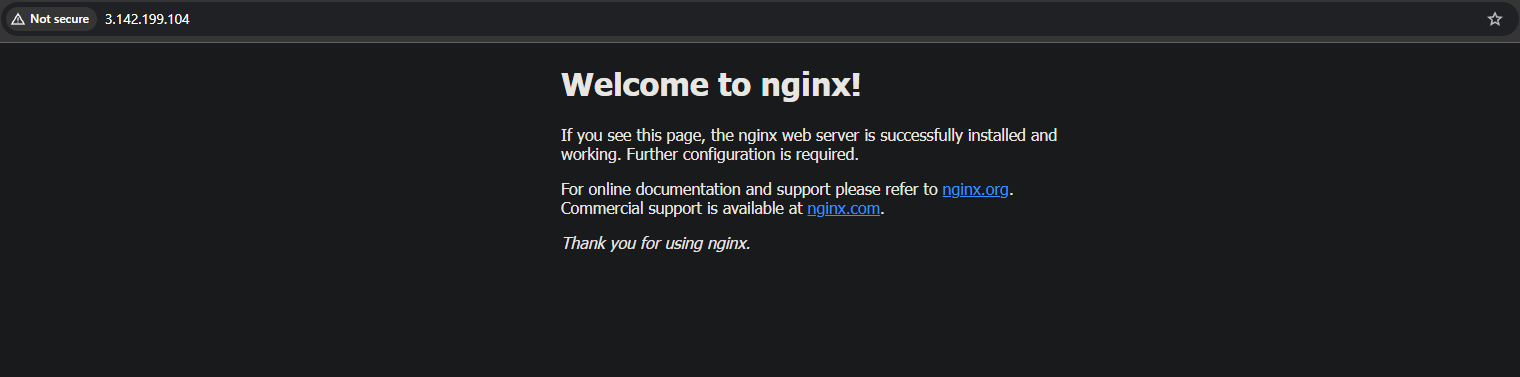 Not secure 3.142.199.104
Welcome to nginx!
If you see this page, the nginx web server is successfully installed and
working. Further configuration is required.
For online documentation and support please refer to nginx.org.
Commercial support is available at nginx.com.
Thank you for using nginx.